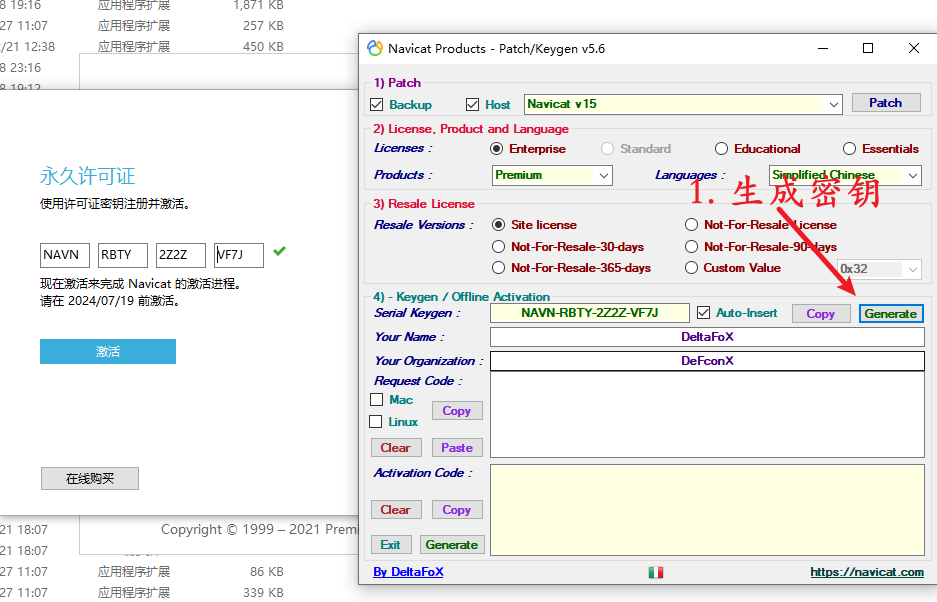 8 19:16 应用程序扩展 1,871 KB
27 11:07 应用程序扩展 257 KB
/21 12:38 应用程序扩展 450 KB
8 23:16
8 19:12
永久许可证
使用许可证密钥注册并激活。
NAVN RBTY 2Z2Z VF7J
现在激活来完成 Navicat 的激活进程。
请在 2024/07/19 前激活。
激活
在线购买
21 18:07 Copyright © 1999 – 2021 Premi
21 18:07
27 11:07 应用程序扩展 86 KB
27 11:07 应用程序扩展 339 KB
Navicat Products - Patch/Keygen v5.6
1) Patch
Backup Host Navicat v15 Patch
2) License, Product and Language
Licenses : Enterprise Standard Educational Essentials
Products : Premium Languages : Simplified Chinese
1. 生成密钥
3) Resale License
Resale Versions : Site license Not-For-Resale License
Not-For-Resale-30-days Not-For-Resale-90-days
Not-For-Resale-365-days Custom Value 0x32
4) - Keygen / Offline Activation
Serial Keygen : NAVN-RBTY-2Z2Z-VF7J Auto-Insert Copy Generate
Your Name : DeltaFoX
Your Organization : DeFconX
Request Code :
Mac
Copy
Linux
Clear Paste
Activation Code :
Clear Copy
Exit Generate
By DeltaFoX https://navicat.com